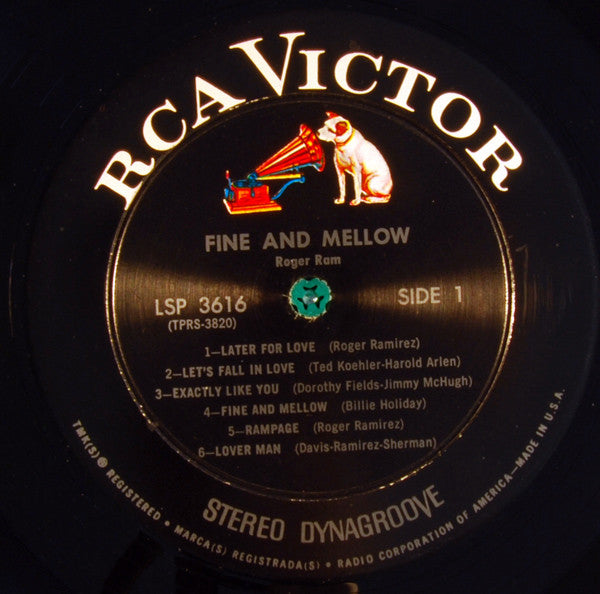 RCA VICTOR
FINE AND MELLOW
Roger Ram
LSP 3616
(TPRS-3820)
SIDE 1
1—LATER FOR LOVE (Roger Ramirez)
2—LET'S FALL IN LOVE (Ted Koehler-Harold Arlen)
3—EXACTLY LIKE YOU (Dorothy Fields-Jimmy McHugh)
4—FINE AND MELLOW (Billie Holiday)
5—RAMPAGE (Roger Ramirez)
6—LOVER MAN (Davis-Ramirez-Sherman)
STEREO DYNAGROOVE
TMK(S)® REGISTERED • MARCA(S) REGISTRADA(S) • RADIO CORPORATION OF AMERICA—MADE IN U.S.A.